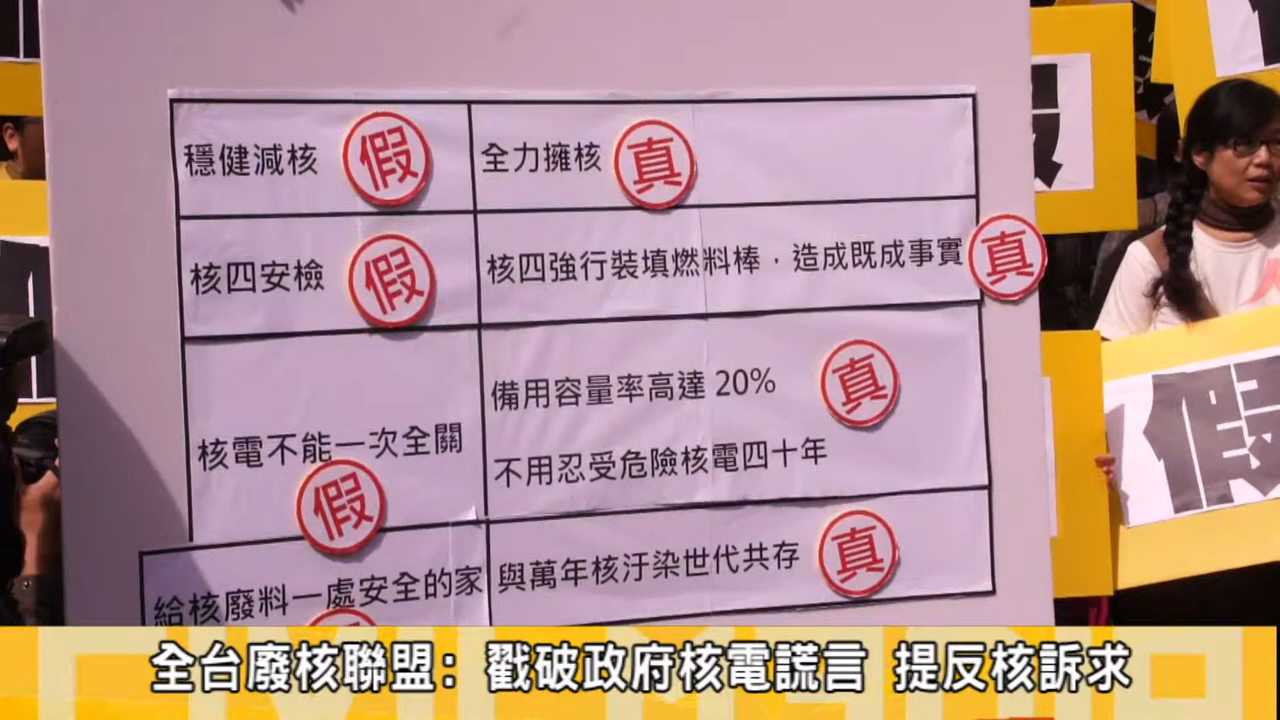 穩健減核 假 全力擁核 真
核四安檢 假 核四強行裝填燃料棒，造成既成事實 真
備用容量率高達 20% 真
核電不能一次全關
不用忍受危險核電四十年
假
給核廢料一處安全的家 與萬年核汙染世代共存 真
假
全台廢核聯盟：戳破政府核電謊言 提反核訴求